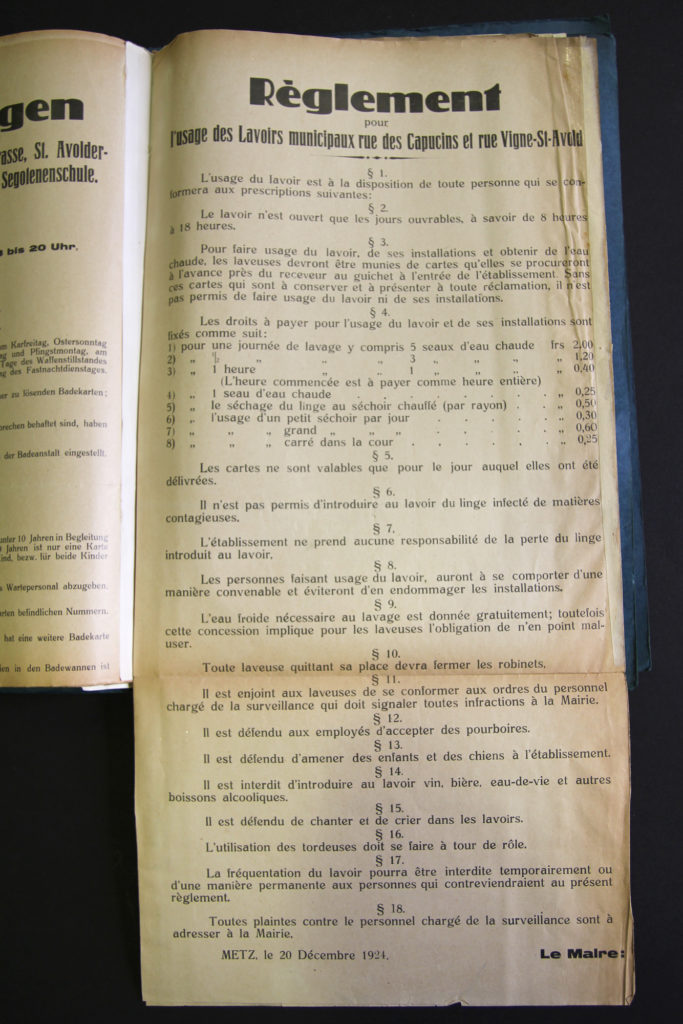 gen
asse, St. Avolder-
Segolenenschule.
bis 20 Uhr.
Karfreitag, Ostersonntag
und Pfingstmontag, am
Tage des Waffenstillstandes
des Fastnachtdienstages.
zu lösenden Badekarten;
behaftet sind, haben
der Badeanstalt eingestellt.
unter 10 Jahren in Begleitung
Jahren ist nur eine Karte
ind, bezw. für beide Kinder
Wartepersonal abzugeben.
befindlichen Nummern.
hat eine weitere Badekarte
in den Badewannen ist
Règlement
pour
l'usage des Lavoirs municipaux rue des Capucins et rue Vigne-St-Avold
§ 1.
L'usage du lavoir est à la disposition de toute personne qui se con-
formera aux prescriptions suivantes:
§ 2.
Le lavoir n'est ouvert que les jours ouvrables, à savoir de 8 heures
à 18 heures.
§ 3.
Pour faire usage du lavoir, de ses installations et obtenir de l'eau
chaude, les laveuses devront être munies de cartes qu'elles se procureront
à l'avance près du receveur au guichet à l'entrée de l'établissement. Sans
ces cartes qui sont à conserver et à présenter à toute réclamation, il n'est
pas permis de faire usage du lavoir ni de ses installations.
§ 4.
Les droits à payer pour l'usage du lavoir et de ses installations sont
fixés comme suit:
1) pour une journée de lavage y compris 5 seaux d'eau chaude frs 2,00.
2) „ ½ „ „ „ 3 „ „ „ „ 1,20
3) „ 1 heure „ „ 1 „ „ „ „ 0,40
(L'heure commencée est à payer comme heure entière)
4) „ 1 seau d'eau chaude . . . . . . . „ 0,25
5) „ le séchage du linge au séchoir chauffé (par rayon) . . „ 0,50
6) „ l'usage d'un petit séchoir par jour . . . . . „ 0,30
7) „ „ „ grand „ „ „ . . . . . „ 0,60
8) „ „ „ carré dans la cour . . . . . . „ 0,25
§ 5.
Les cartes ne sont valables que pour le jour auquel elles ont été
délivrées.
§ 6.
Il n'est pas permis d'introduire au lavoir du linge infecté de matières
contagieuses.
§ 7.
L'établissement ne prend aucune responsabilité de la perte du linge
introduit au lavoir.
§ 8.
Les personnes faisant usage du lavoir, auront à se comporter d'une
manière convenable et éviteront d'en endommager les installations.
§ 9.
L'eau froide nécessaire au lavage est donnée gratuitement; toutefois
cette concession implique pour les laveuses l'obligation de n'en point mal-
user.
§ 10.
Toute laveuse quittant sa place devra fermer les robinets.
§ 11.
Il est enjoint aux laveuses de se conformer aux ordres du personnel
chargé de la surveillance qui doit signaler toutes infractions à la Mairie.
§ 12.
Il est défendu aux employés d'accepter des pourboires.
§ 13.
Il est défendu d'amener des enfants et des chiens à l'établissement.
§ 14.
Il est interdit d'introduire au lavoir vin, bière, eau-de-vie et autres
boissons alcooliques.
§ 15.
Il est défendu de chanter et de crier dans les lavoirs.
§ 16.
L'utilisation des tordeuses doit se faire à tour de rôle.
§ 17.
La fréquentation du lavoir pourra être interdite temporairement ou
d'une manière permanente aux personnes qui contreviendraient au présent
règlement.
§ 18.
Toutes plaintes contre le personnel chargé de la surveillance sont à
adresser à la Mairie.
METZ, le 20 Décembre 1924.
Le Maire: